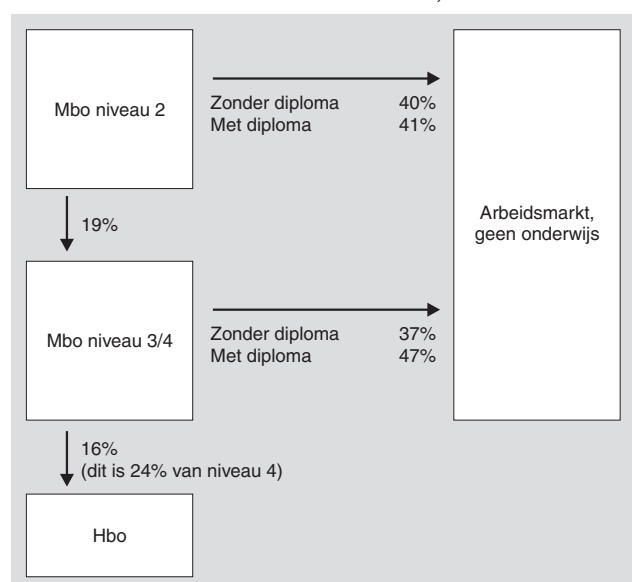 Mbo niveau 2
Zonder diploma 40%
Met diploma 41%
Arbeidsmarkt,
geen onderwijs
19%
Mbo niveau 3/4
Zonder diploma 37%
Met diploma 47%
16%
(dit is 24% van niveau 4)
Hbo